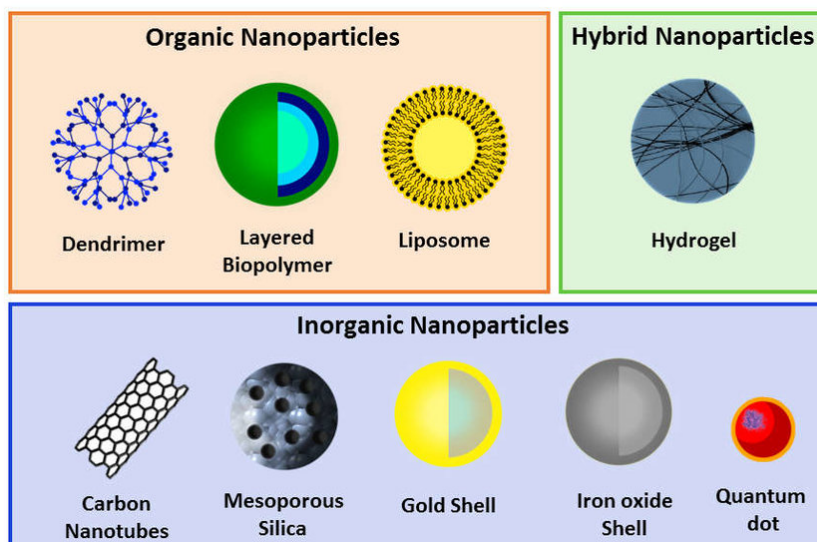 Organic Nanoparticles
Dendrimer
Layered
Biopolymer
Liposome
Hybrid Nanoparticles
Hydrogel
Inorganic Nanoparticles
Carbon
Nanotubes
Mesoporous
Silica
Gold Shell
Iron oxide
Shell
Quantum
dot